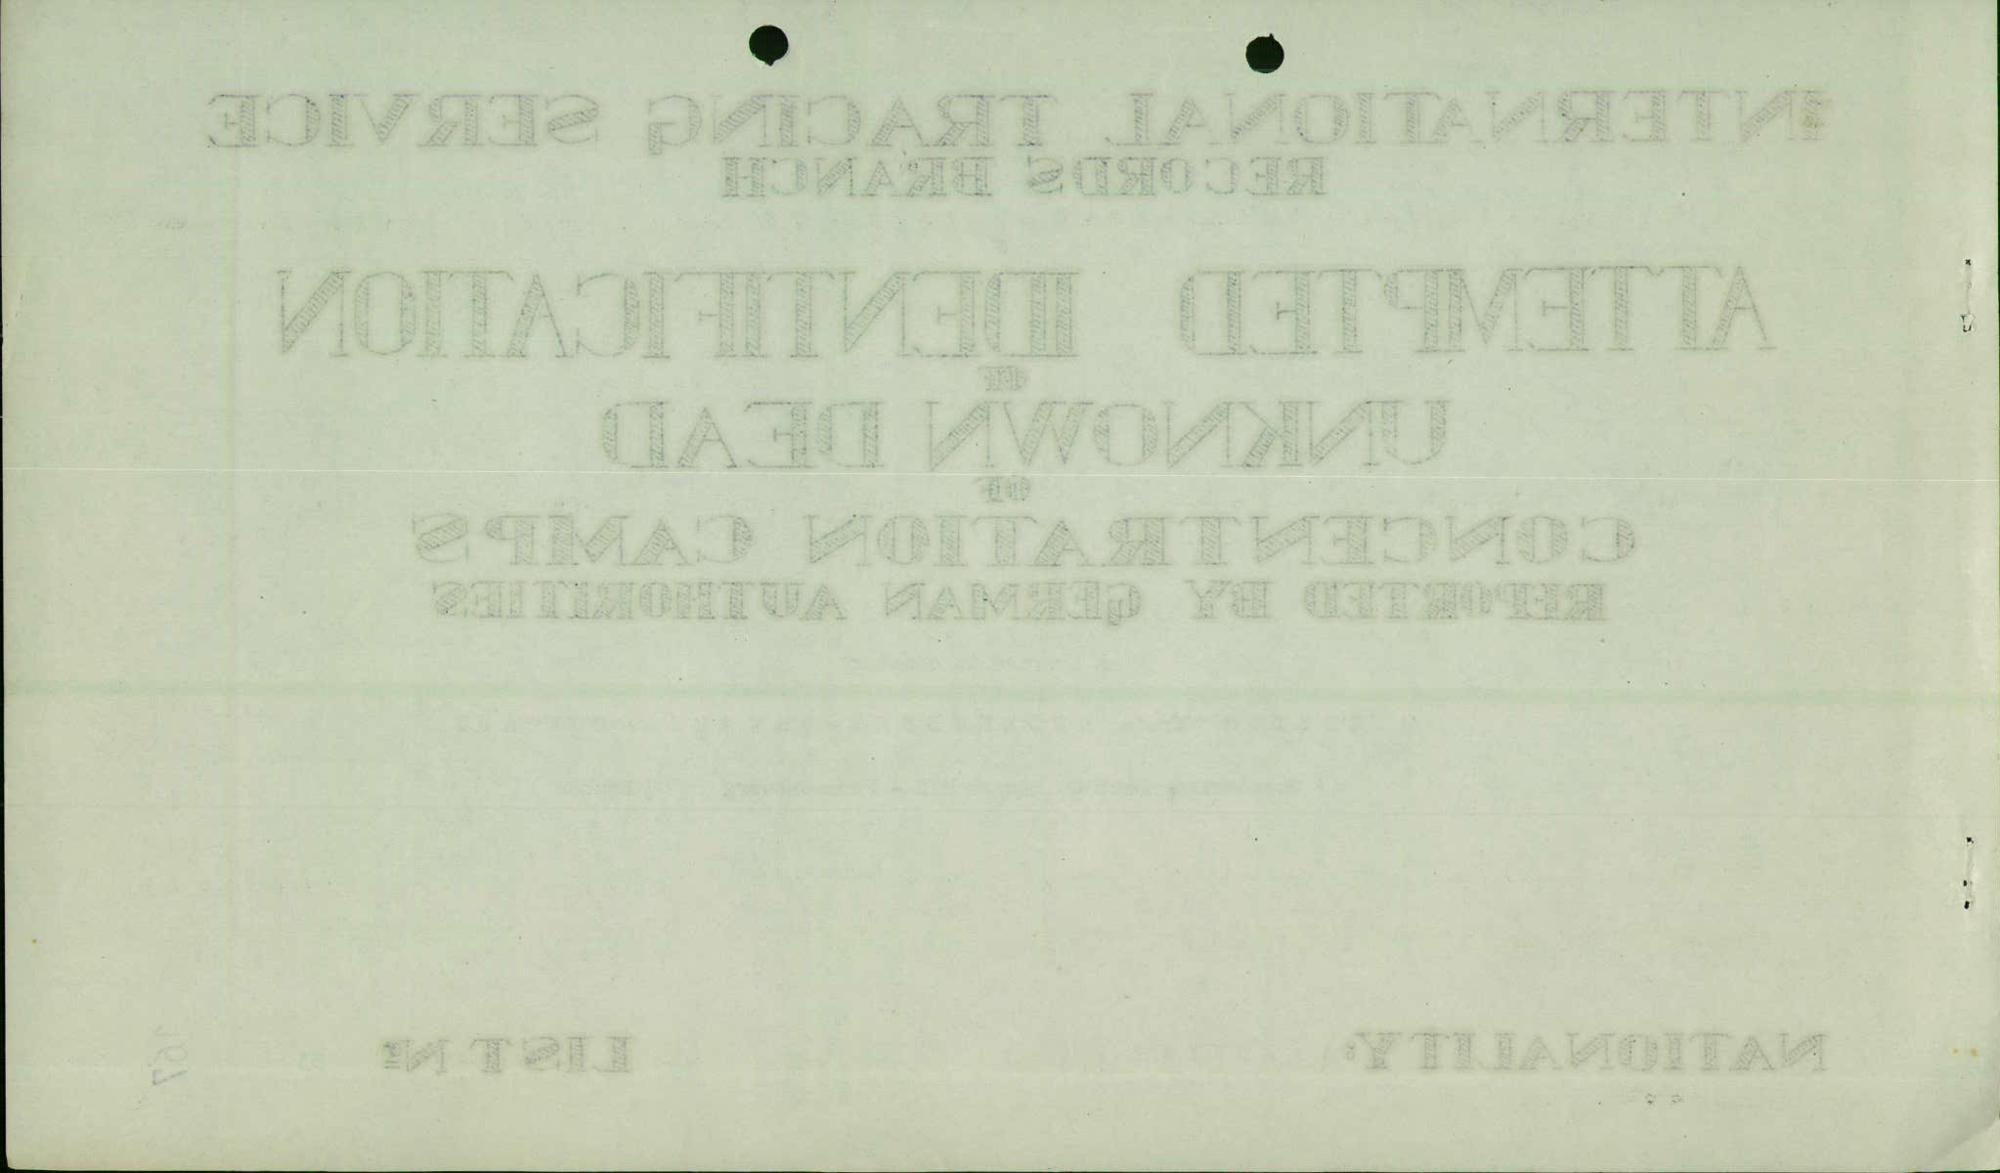 INTERNATIONAL TRACING SERVICE
RECORDS BRANCH
ATTEMPTED IDENTIFICATION
OF
UNKNOWN DEAD
OF
CONCENTRATION CAMPS
REPORTED BY GERMAN AUTHORITIES
NATIONALITY: LIST Nº